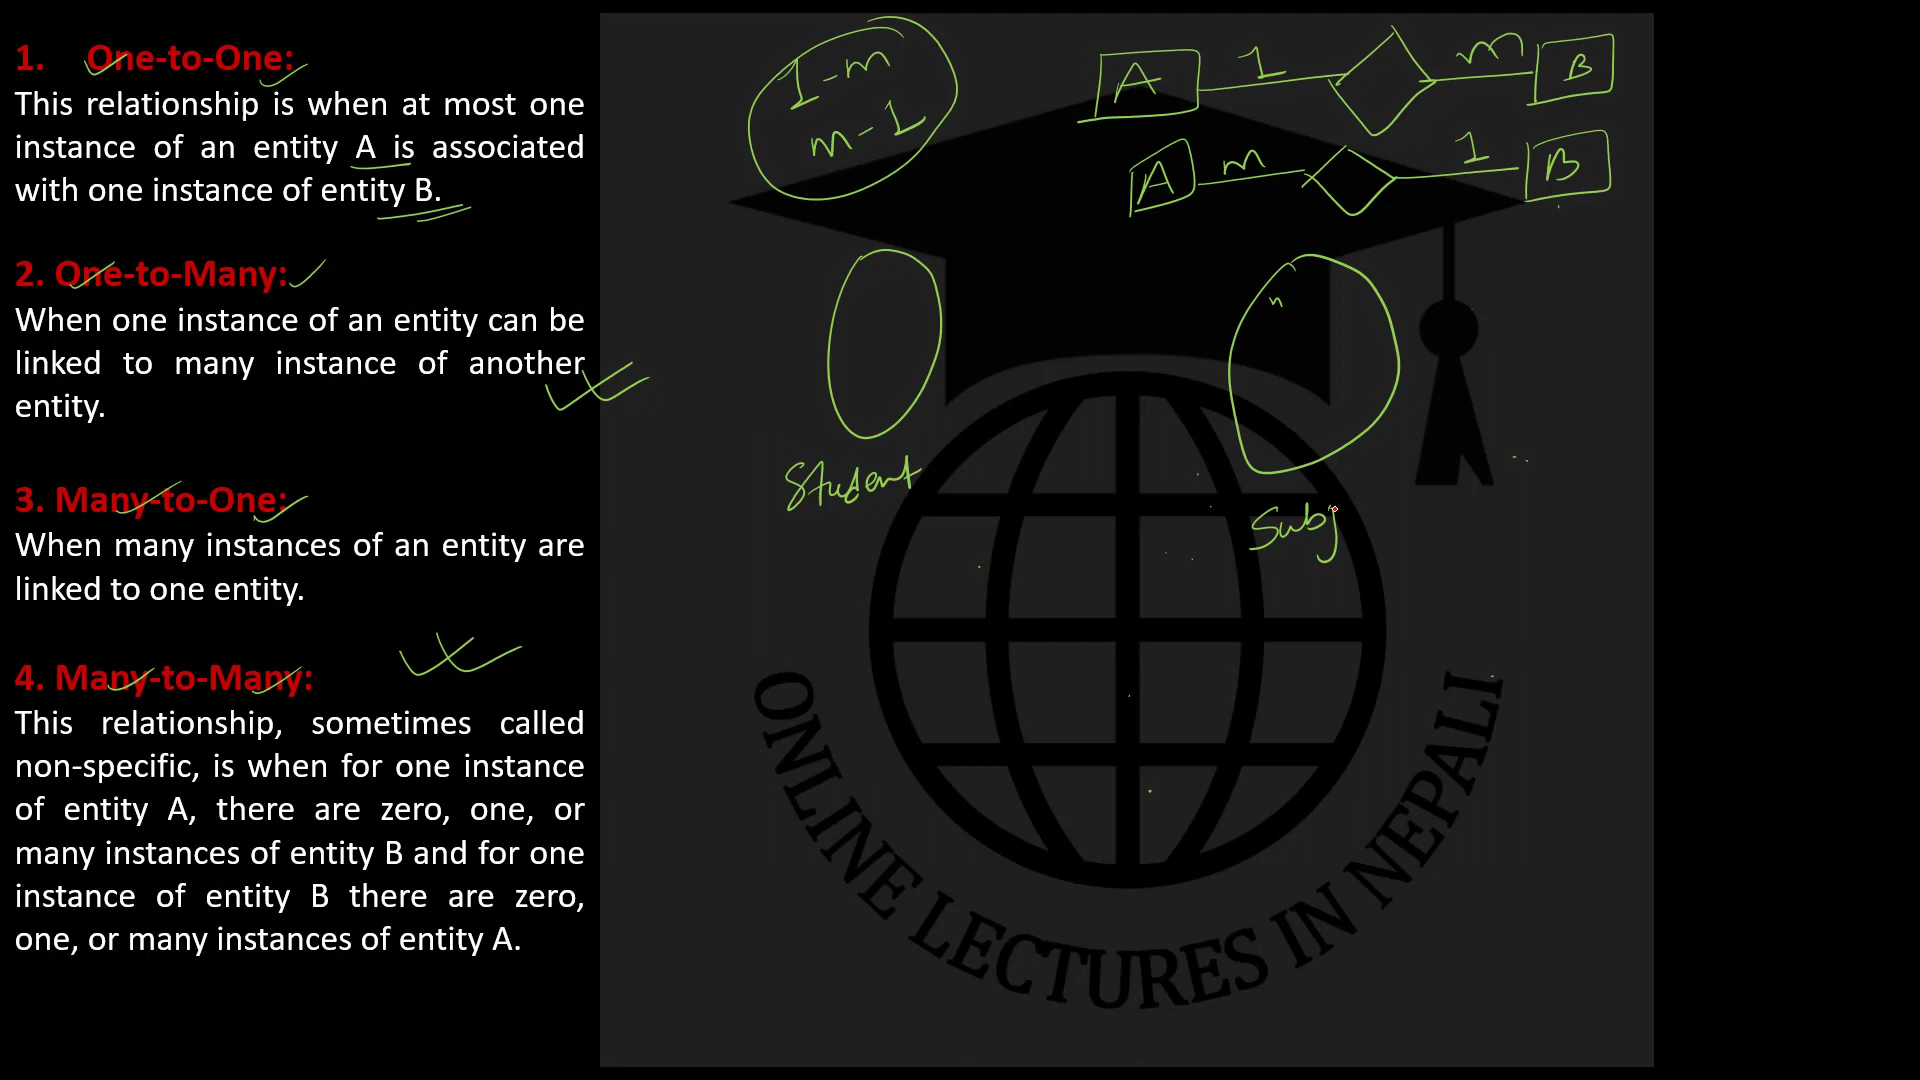 1. One-to-One:
This relationship is when at most one
instance of an entity A is associated
with one instance of entity B.
2. One-to-Many:
When one instance of an entity can be
linked to many instance of another
entity.
3. Many-to-One:
When many instances of an entity are
linked to one entity.
4. Many-to-Many:
This relationship, sometimes called
non-specific, is when for one instance
of entity A, there are zero, one, or
many instances of entity B and for one
instance of entity B there are zero,
one, or many instances of entity A.
1-m
m-1
A 1 m B
A m 1 B
n
Student
Subj
ONLINE LECTURES IN NEPALI